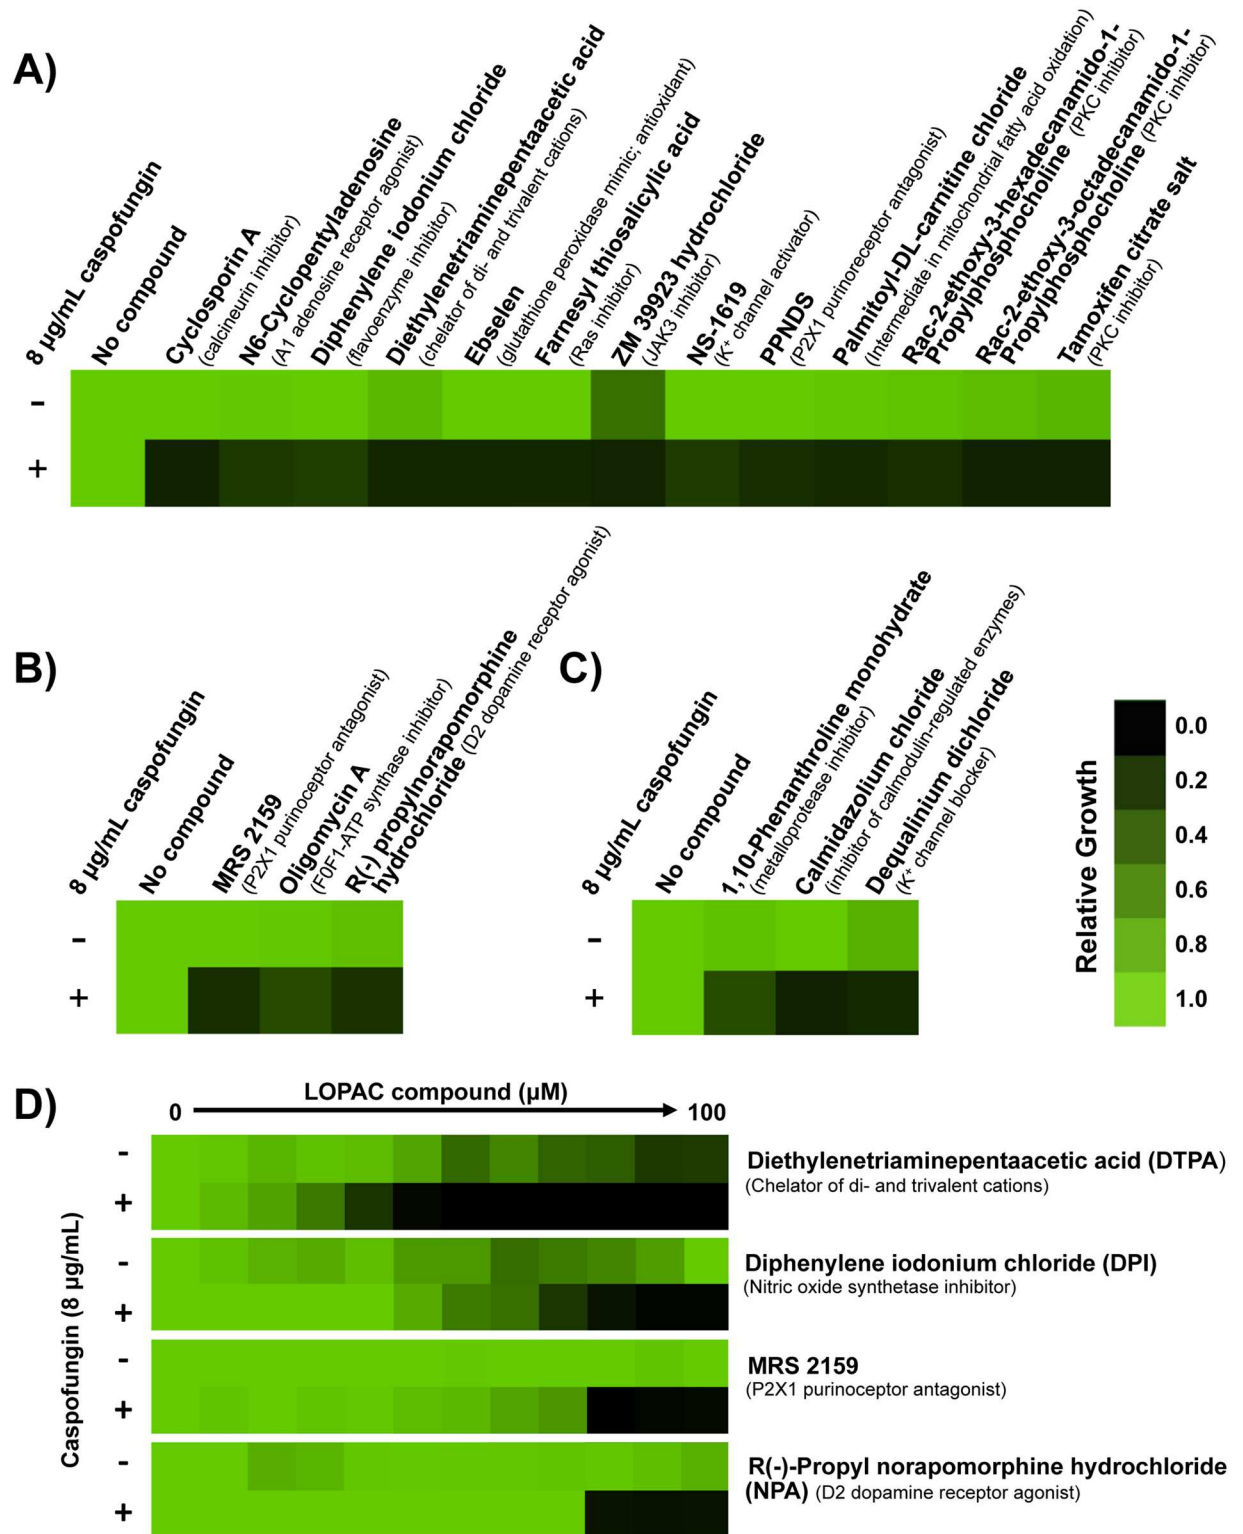 A)
8 µg/mL caspofungin
No compound
Cyclosporin A
(calcineurin inhibitor)
N6-Cyclopentyladenosine
(A1 adenosine receptor agonist)
Diphenylene iodonium chloride
(flavoenzyme inhibitor)
Diethylenetriaminepentaacetic acid
(chelator of di- and trivalent cations)
Ebselen
(glutathione peroxidase mimic; antioxidant)
Farnesyl thiosalicylic acid
(Ras inhibitor)
ZM 39923 hydrochloride
(JAK3 inhibitor)
NS-1619
(K⁺ channel activator)
PPNDS
(P2X1 purinoreceptor antagonist)
Palmitoyl-DL-carnitine chloride
(Intermediate in mitochondrial fatty acid oxidation)
Rac-2-ethoxy-3-hexadecanamido-1-
Propylphosphocholine (PKC inhibitor)
Rac-2-ethoxy-3-octadecanamido-1-
Propylphosphocholine (PKC inhibitor)
Tamoxifen citrate salt
(PKC inhibitor)
-
+
B)
8 µg/mL caspofungin
No compound
MRS 2159
(P2X1 purinoceptor antagonist)
Oligomycin A
(F0F1-ATP synthase inhibitor)
R(-) propylnorapomorphine
hydrochloride (D2 dopamine receptor agonist)
-
+
C)
8 µg/mL caspofungin
No compound
1,10-Phenanthroline monohydrate
(metalloprotease inhibitor)
Calmidazolium chloride
(inhibitor of calmodulin-regulated enzymes)
Dequalinium dichloride
(K⁺ channel blocker)
-
+
Relative Growth
0.0
0.2
0.4
0.6
0.8
1.0
D)
LOPAC compound (µM)
0
100
Caspofungin (8 µg/mL)
-
+
Diethylenetriaminepentaacetic acid (DTPA)
(Chelator of di- and trivalent cations)
-
+
Diphenylene iodonium chloride (DPI)
(Nitric oxide synthetase inhibitor)
-
+
MRS 2159
(P2X1 purinoceptor antagonist)
-
+
R(-)-Propyl norapomorphine hydrochloride
(NPA) (D2 dopamine receptor agonist)